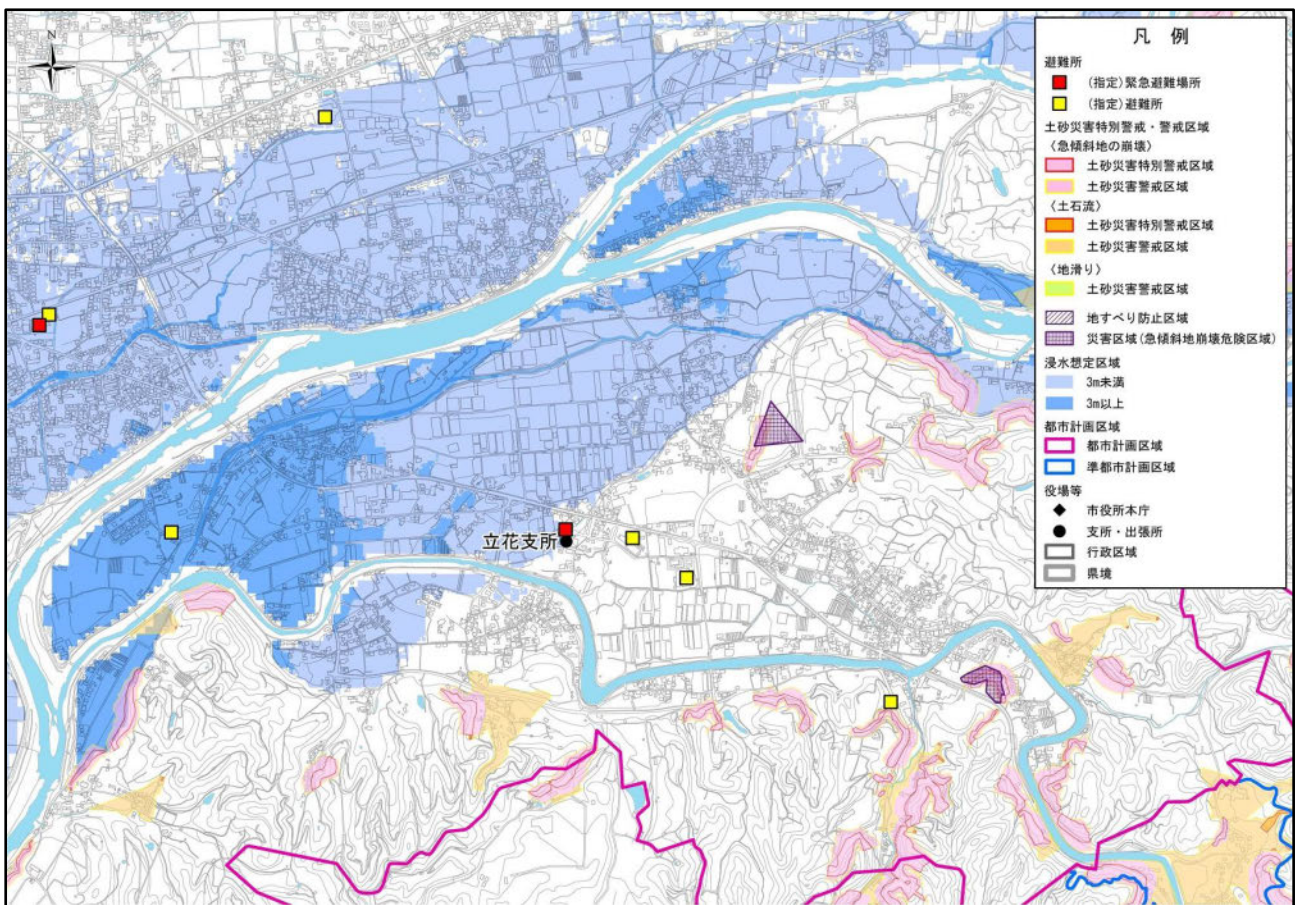 N
凡 例
避難所
(指定)緊急避難場所
(指定)避難所
土砂災害特別警戒・警戒区域
〈急傾斜地の崩壊〉
土砂災害特別警戒区域
土砂災害警戒区域
〈土石流〉
土砂災害特別警戒区域
土砂災害警戒区域
〈地滑り〉
土砂災害警戒区域
地すべり防止区域
災害区域(急傾斜地崩壊危険区域)
浸水想定区域
3m未満
3m以上
都市計画区域
都市計画区域
準都市計画区域
役場等
市役所本庁
支所・出張所
行政区域
県境
立花支所